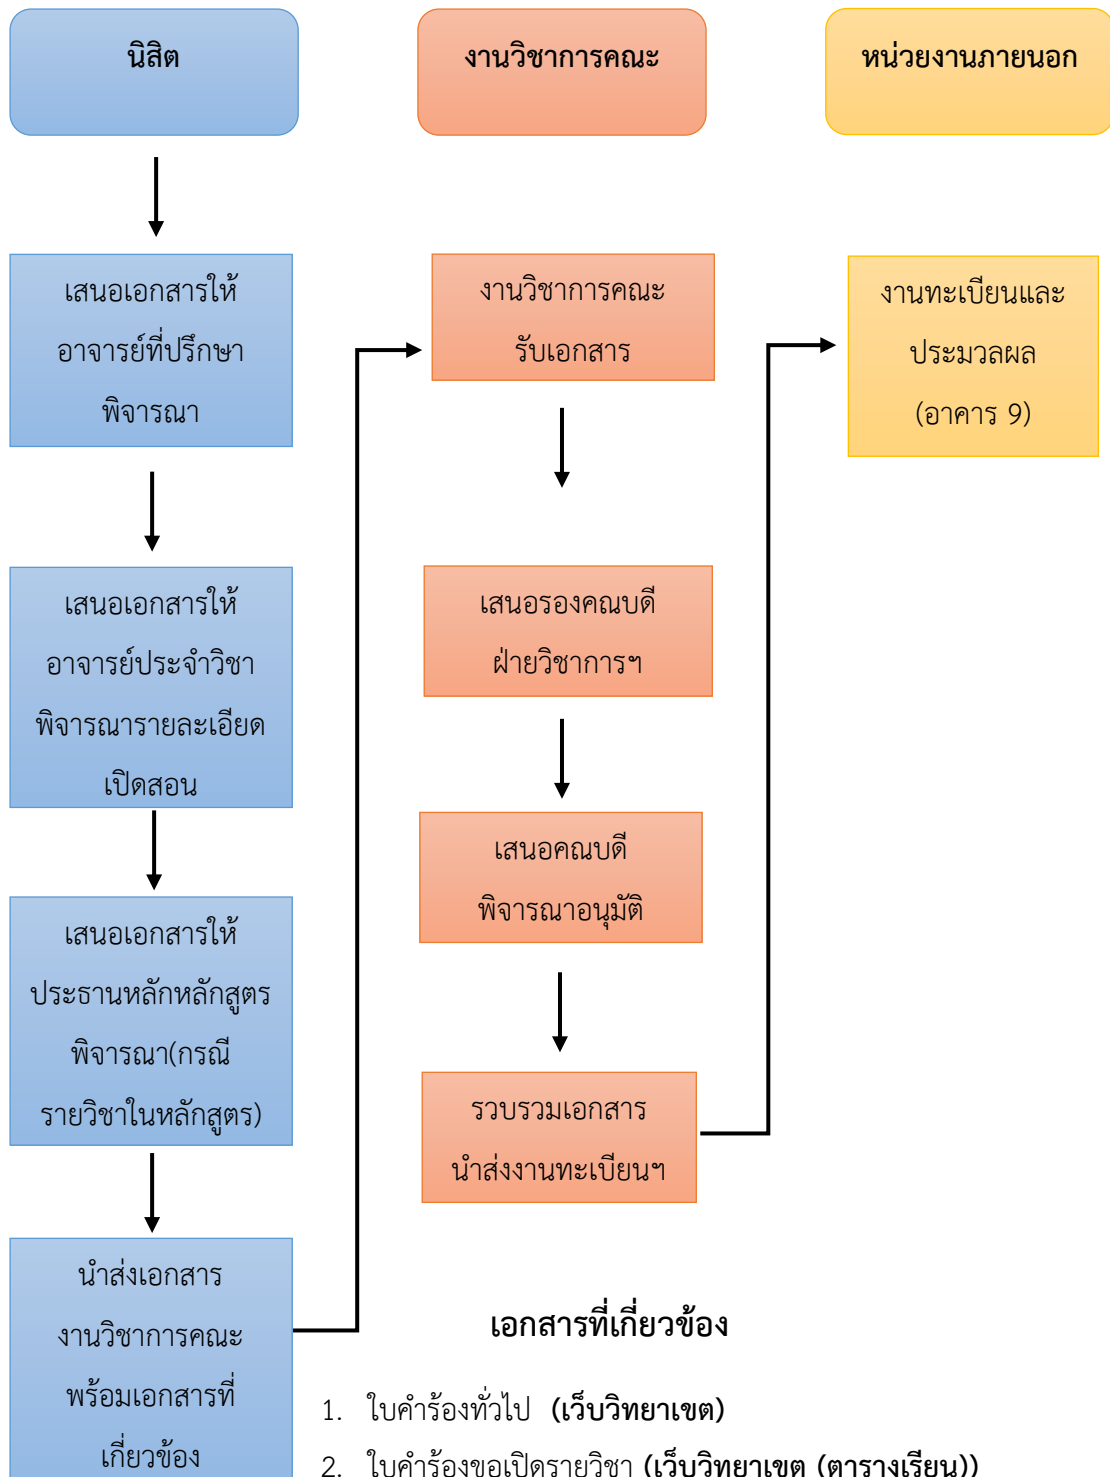 นิสิต
งานวิชาการคณะ
หน่วยงานภายนอก
เสนอเอกสารให้
อาจารย์ที่ปรึกษา
พิจารณา
เสนอเอกสารให้
อาจารย์ประจำวิชา
พิจารณารายละเอียด
เปิดสอน
เสนอเอกสารให้
ประธานหลักหลักสูตร
พิจารณา(กรณี
รายวิชาในหลักสูตร)
นำส่งเอกสาร
งานวิชาการคณะ
พร้อมเอกสารที่
เกี่ยวข้อง
งานวิชาการคณะ
รับเอกสาร
เสนอรองคณบดี
ฝ่ายวิชาการฯ
เสนอคณบดี
พิจารณาอนุมัติ
รวบรวมเอกสาร
นำส่งงานทะเบียนฯ
งานทะเบียนและ
ประมวลผล
(อาคาร 9)
เอกสารที่เกี่ยวข้อง
1. ใบคำร้องทั่วไป (เว็บวิทยาเขต)
2. ใบคำร้องขอเปิดรายวิชา (เว็บวิทยาเขต (ตารางเรียน))